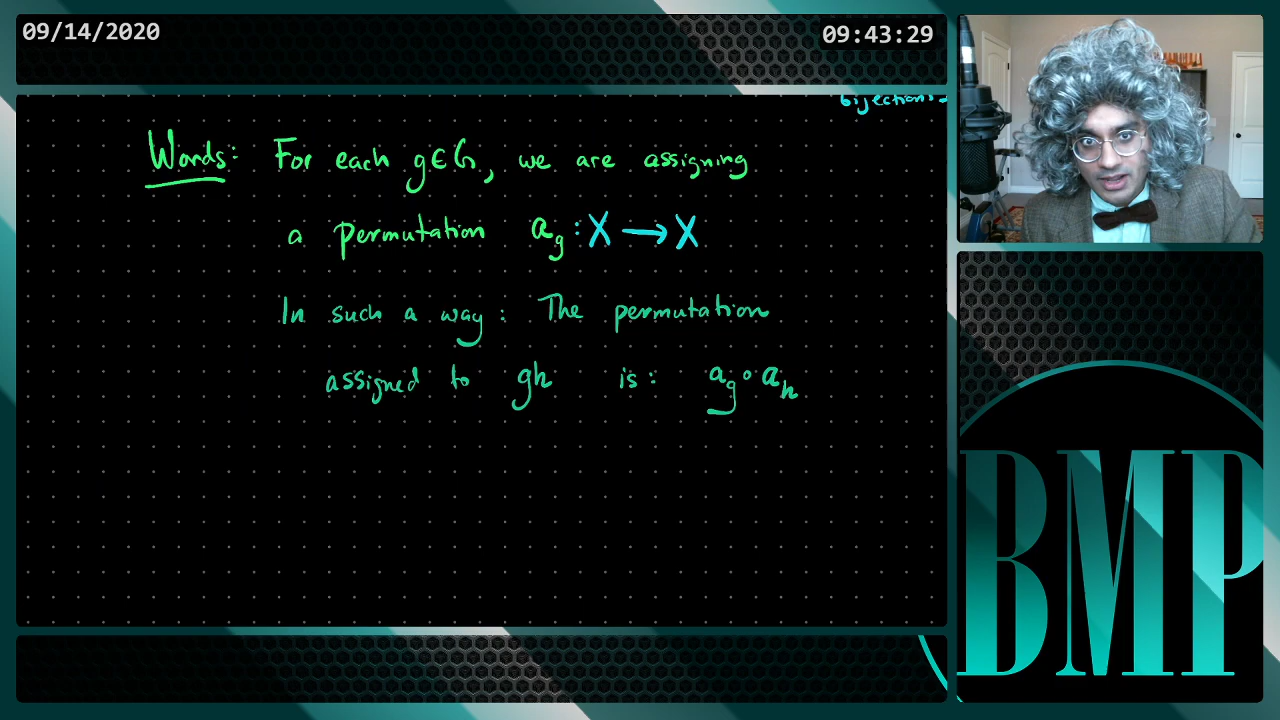 09/14/2020
09:43:29
bijections
Words: For each g∈G, we are assigning
a permutation a_g : X → X
In such a way: The permutation
assigned to gh is: a_g ∘ a_h
BMP